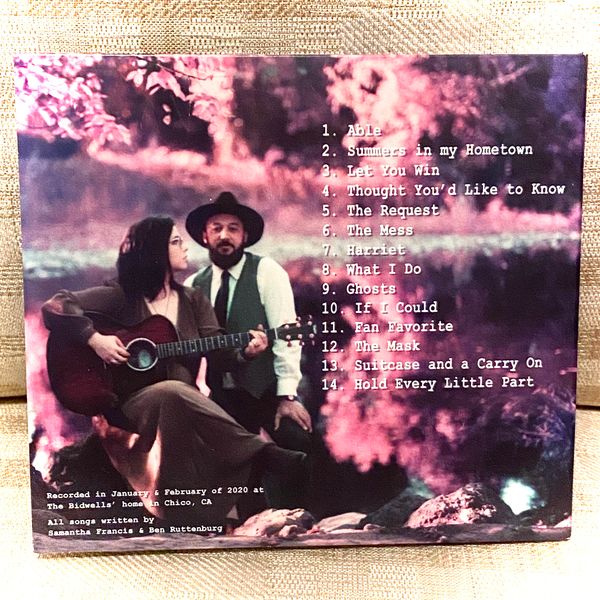 1. Able
2. Summers in my Hometown
3. Let You Win
4. Thought You'd Like to Know
5. The Request
6. The Mess
7. Harriet
8. What I Do
9. Ghosts
10. If I Could
11. Fan Favorite
12. The Mask
13. Suitcase and a Carry On
14. Hold Every Little Part
Recorded in January & February of 2020 at
The Bidwells' home in Chico, CA
All songs written by
Samantha Francis & Ben Ruttenburg